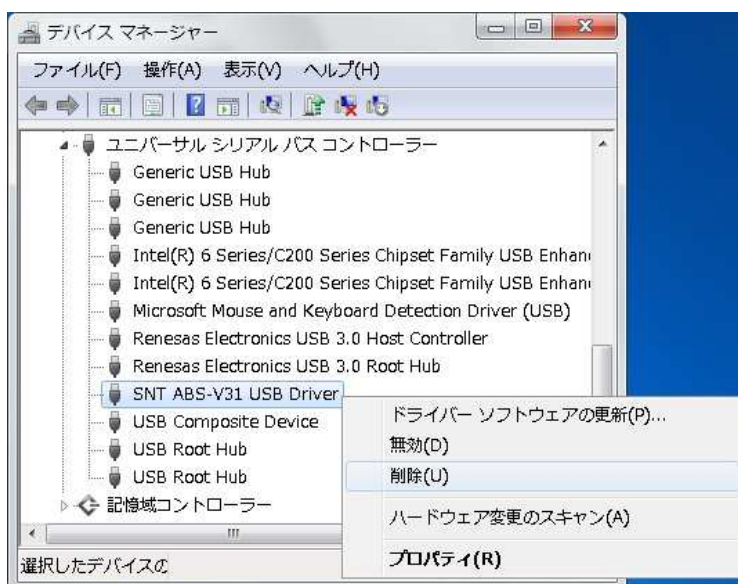 デバイス マネージャー
ファイル(F) 操作(A) 表示(V) ヘルプ(H)
ユニバーサル シリアル バス コントローラー
Generic USB Hub
Generic USB Hub
Generic USB Hub
Intel(R) 6 Series/C200 Series Chipset Family USB Enhan
Intel(R) 6 Series/C200 Series Chipset Family USB Enhan
Microsoft Mouse and Keyboard Detection Driver (USB)
Renesas Electronics USB 3.0 Host Controller
Renesas Electronics USB 3.0 Root Hub
SNT ABS-V31 USB Driver
USB Composite Device
USB Root Hub
USB Root Hub
記憶域コントローラー
選択したデバイスの
ドライバー ソフトウェアの更新(P)...
無効(D)
削除(U)
ハードウェア変更のスキャン(A)
プロパティ(R)